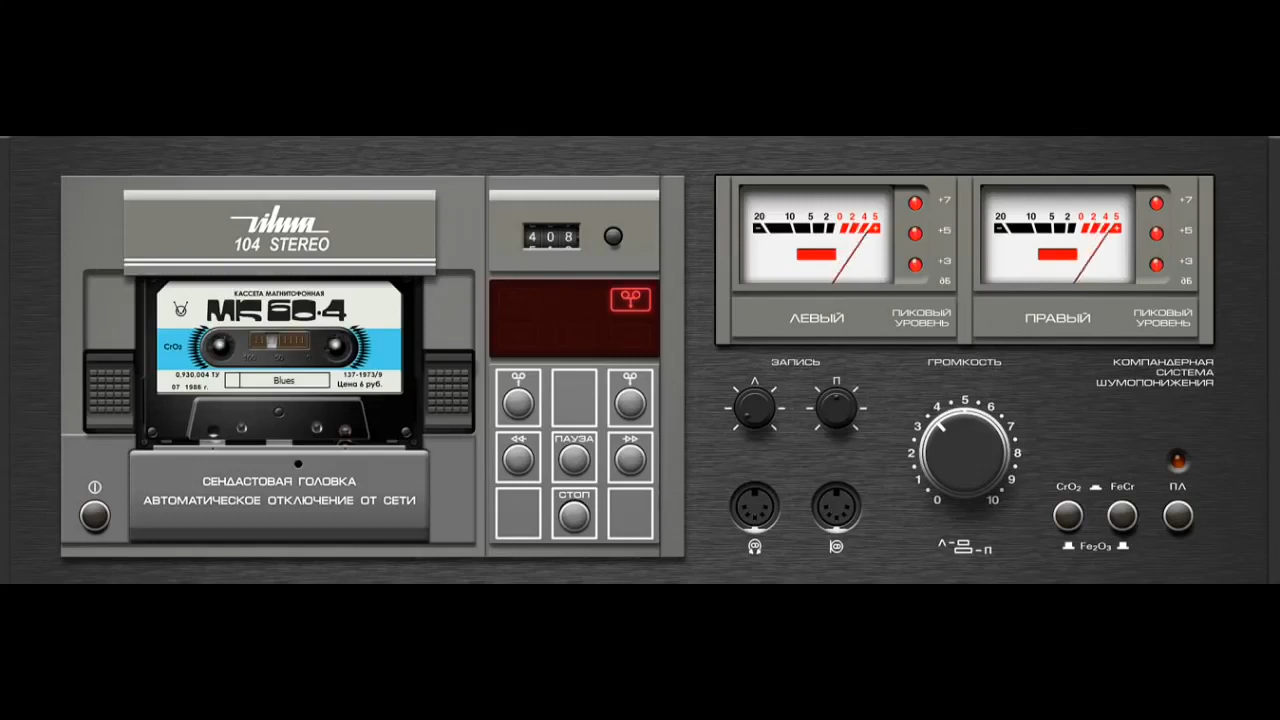 vilma
104 STEREO
КАССЕТА МАГНИТОФОННАЯ
МК60-4
CrO₂
100 50 0
0,930,004 ТУ
137-1973/9
07 1988 г.
Blues
Цена 6 руб.
СЕНДАСТОВАЯ ГОЛОВКА
АВТОМАТИЧЕСКОЕ ОТКЛЮЧЕНИЕ ОТ СЕТИ
408
ПАУЗА
СТОП
20 10 5 2 0 2 4 5
+7
+5
+3
дБ
ЛЕВЫЙ
ПИКОВЫЙ
УРОВЕНЬ
20 10 5 2 0 2 4 5
+7
+5
+3
дБ
ПРАВЫЙ
ПИКОВЫЙ
УРОВЕНЬ
ЗАПИСЬ
Л П
ГРОМКОСТЬ
0 1 2 3 4 5 6 7 8 9 10
Л П
КОМПАНДЕРНАЯ
СИСТЕМА
ШУМОПОНИЖЕНИЯ
CrO₂ FeCr ПЛ
Fe₂O₃